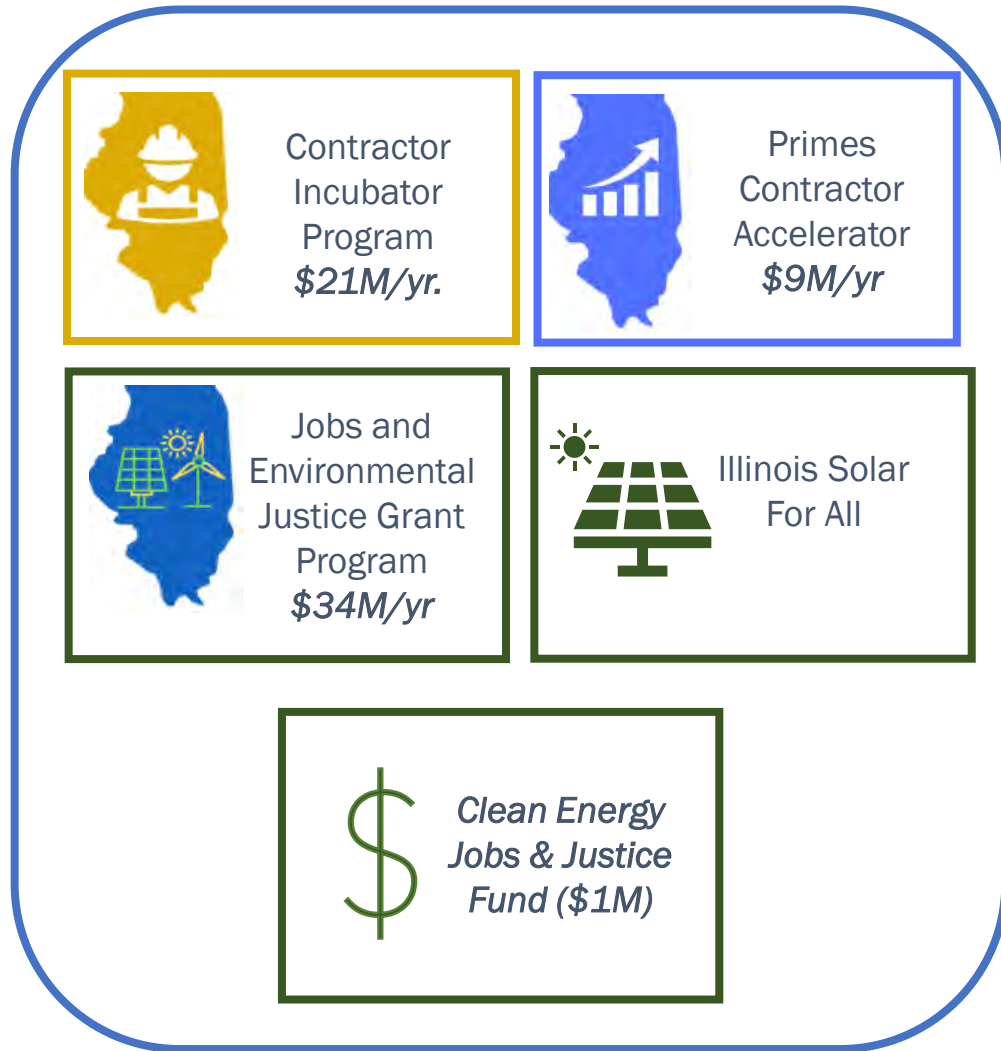 Contractor
Incubator
Program
$21M/yr.
Primes
Contractor
Accelerator
$9M/yr
Jobs and
Environmental
Justice Grant
Program
$34M/yr
Illinois Solar
For All
$
Clean Energy
Jobs & Justice
Fund ($1M)